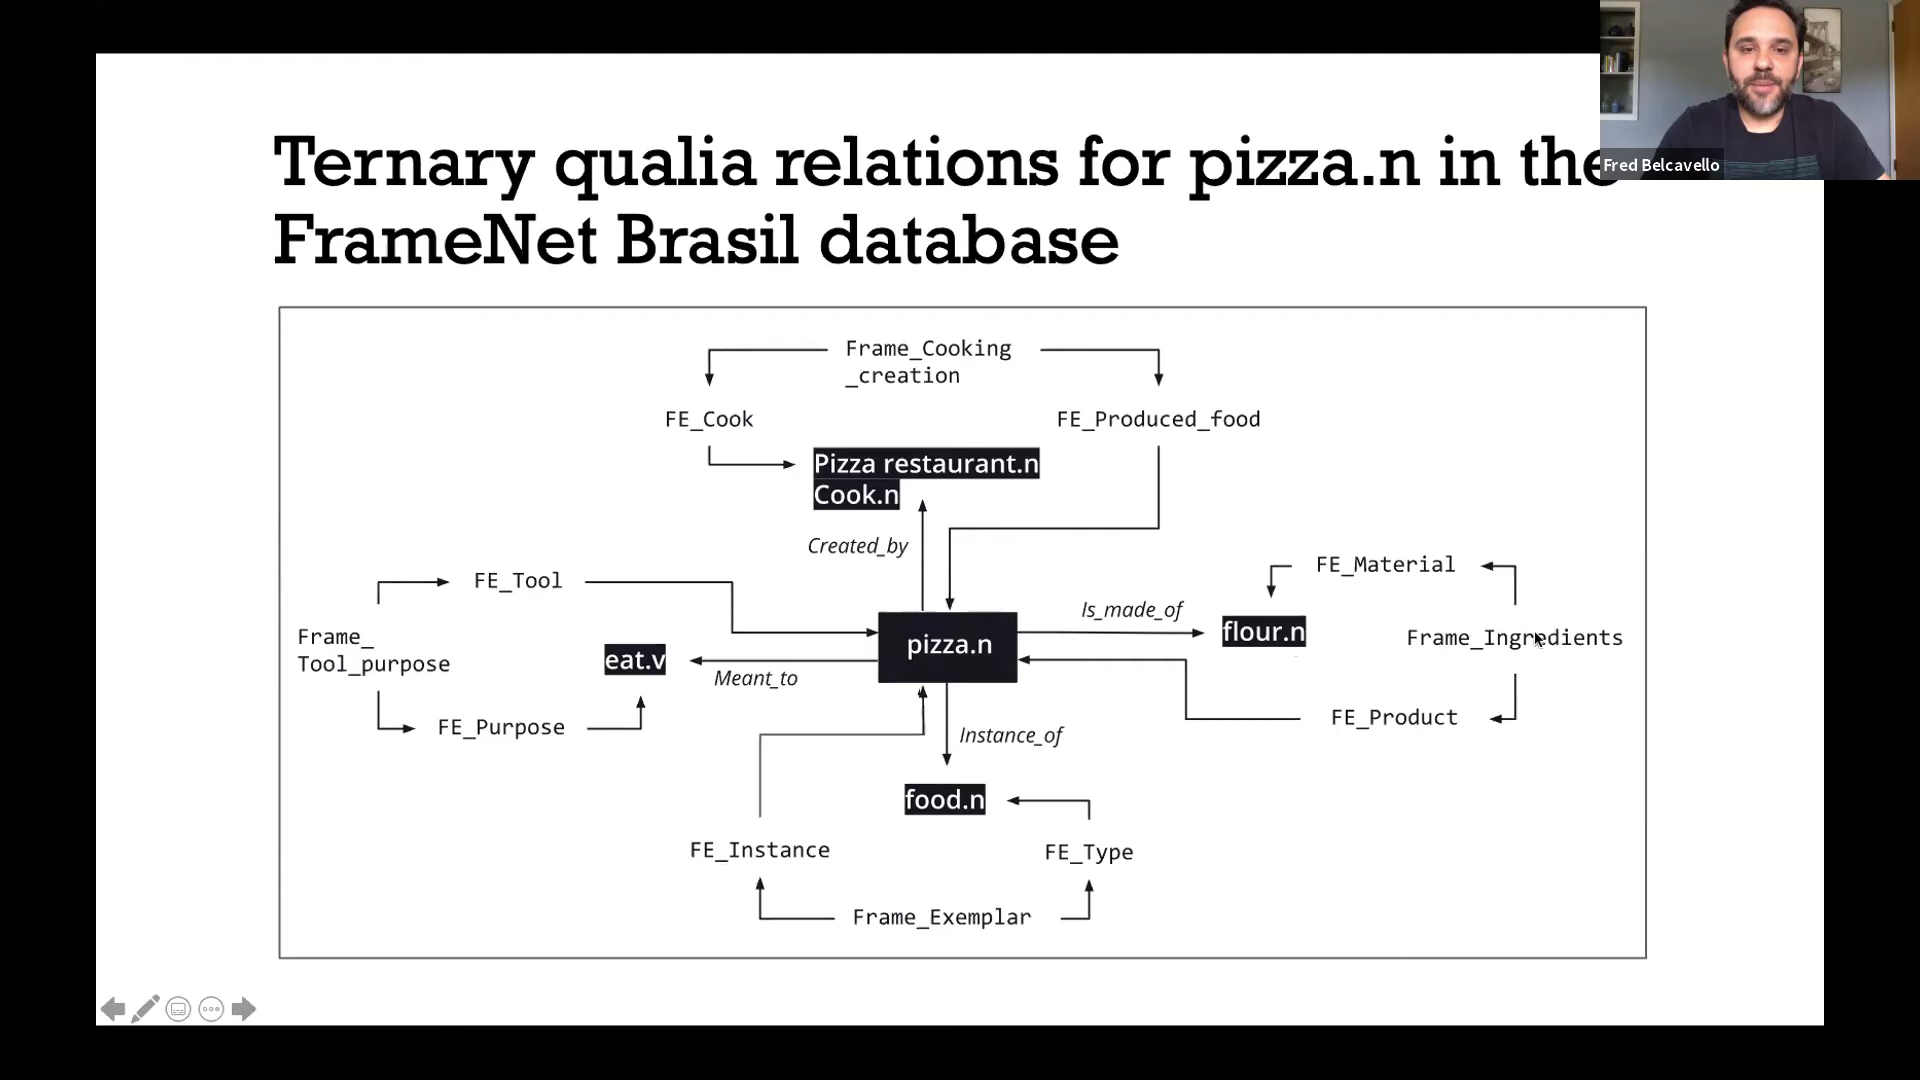 Fred Belcavello
Ternary qualia relations for pizza.n in the
FrameNet Brasil database
Frame_Cooking
_creation
FE_Cook
FE_Produced_food
Pizza restaurant.n
Cook.n
Created_by
FE_Tool
FE_Material
Is_made_of
flour.n
Frame_
Tool_purpose
eat.v
pizza.n
Frame_Ingredients
Meant_to
FE_Purpose
Instance_of
FE_Product
food.n
FE_Instance
FE_Type
Frame_Exemplar